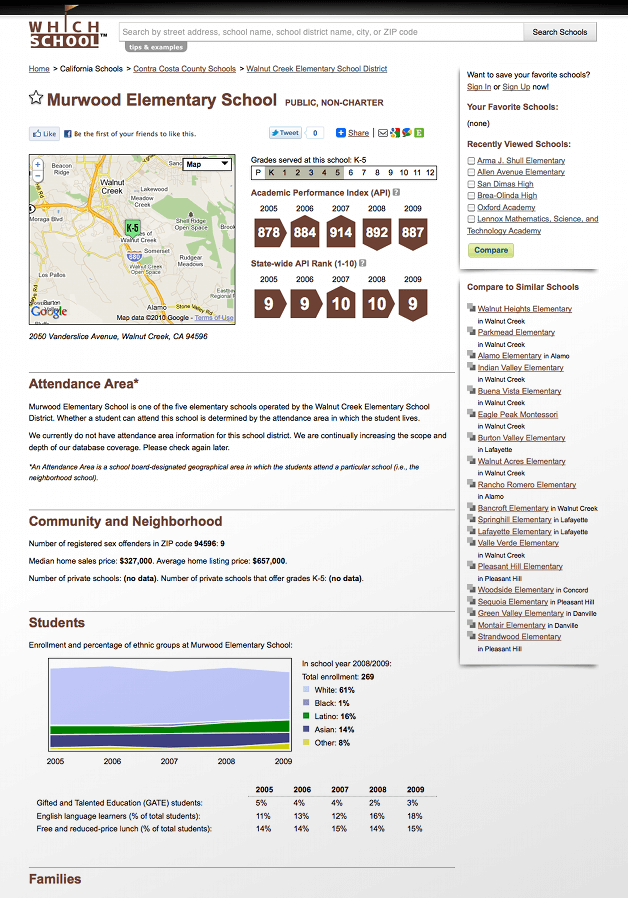 WHICH
SCHOOL™
Search by street address, school name, school district name, city, or ZIP code
Search Schools
tips & examples
Home > California Schools > Contra Costa County Schools > Walnut Creek Elementary School District
Murwood Elementary School PUBLIC, NON-CHARTER
Like
Be the first of your friends to like this.
Tweet
0
Share
Map
Beacon Ridge
Walnut Creek
Lakewood
Meadow Creek
Shell Ridge Open Space
Moraga Blvd
K-5
Somerset
680
Rudgear Meadows
Walnut Creek Open Space
Los Pallos
Alamo
Stone Valley Rd
Burton Valley
Google
Map data ©2010 Google - Terms of Use
2050 Vanderslice Avenue, Walnut Creek, CA 94596
Grades served at this school: K-5
P K 1 2 3 4 5 6 7 8 9 10 11 12
Academic Performance Index (API) ?
2005 2006 2007 2008 2009
878 884 914 892 887
State-wide API Rank (1-10) ?
2005 2006 2007 2008 2009
9 9 10 10 9
Attendance Area*
Murwood Elementary School is one of the five elementary schools operated by the Walnut Creek Elementary School
District. Whether a student can attend this school is determined by the attendance area in which the student lives.
We currently do not have attendance area information for this school district. We are continually increasing the scope and
depth of our database coverage. Please check again later.
*An Attendance Area is a school board-designated geographical area in which the students attend a particular school (i.e., the
neighborhood school).
Community and Neighborhood
Number of registered sex offenders in ZIP code 94596: 9
Median home sales price: $327,000. Average home listing price: $657,000.
Number of private schools: (no data). Number of private schools that offer grades K-5: (no data).
Students
Enrollment and percentage of ethnic groups at Murwood Elementary School:
2005 2006 2007 2008 2009
In school year 2008/2009:
Total enrollment: 269
White: 61%
Black: 1%
Latino: 16%
Asian: 14%
Other: 8%
2005 2006 2007 2008 2009
Gifted and Talented Education (GATE) students: 5% 4% 4% 2% 3%
English language learners (% of total students): 11% 13% 12% 16% 18%
Free and reduced-price lunch (% of total students): 14% 14% 15% 14% 15%
Families
Want to save your favorite schools?
Sign In or Sign Up now!
Your Favorite Schools:
(none)
Recently Viewed Schools:
Arma J. Shull Elementary
Allen Avenue Elementary
San Dimas High
Brea-Olinda High
Oxford Academy
Lennox Mathematics, Science, and
Technology Academy
Compare
Compare to Similar Schools
Walnut Heights Elementary
in Walnut Creek
Parkmead Elementary
in Walnut Creek
Alamo Elementary in Alamo
Indian Valley Elementary
in Walnut Creek
Buena Vista Elementary
in Walnut Creek
Eagle Peak Montessori
in Walnut Creek
Burton Valley Elementary
in Lafayette
Walnut Acres Elementary
in Walnut Creek
Rancho Romero Elementary
in Alamo
Bancroft Elementary in Walnut Creek
Springhill Elementary in Lafayette
Lafayette Elementary in Lafayette
Valle Verde Elementary
in Walnut Creek
Pleasant Hill Elementary
in Pleasant Hill
Woodside Elementary in Concord
Sequoia Elementary in Pleasant Hill
Green Valley Elementary in Danville
Montair Elementary in Danville
Strandwood Elementary
in Pleasant Hill